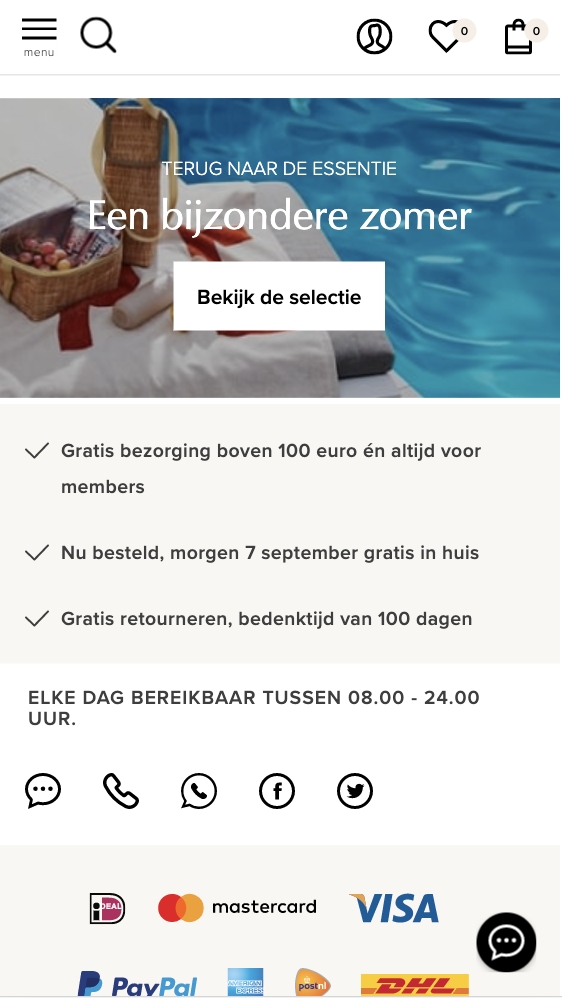 menu
0
0
TERUG NAAR DE ESSENTIE
Een bijzondere zomer
Bekijk de selectie
Gratis bezorging boven 100 euro én altijd voor
members
Nu besteld, morgen 7 september gratis in huis
Gratis retourneren, bedenktijd van 100 dagen
ELKE DAG BEREIKBAAR TUSSEN 08.00 - 24.00
UUR.
iDEAL mastercard VISA
PayPal AMERICAN EXPRESS postnl DHL